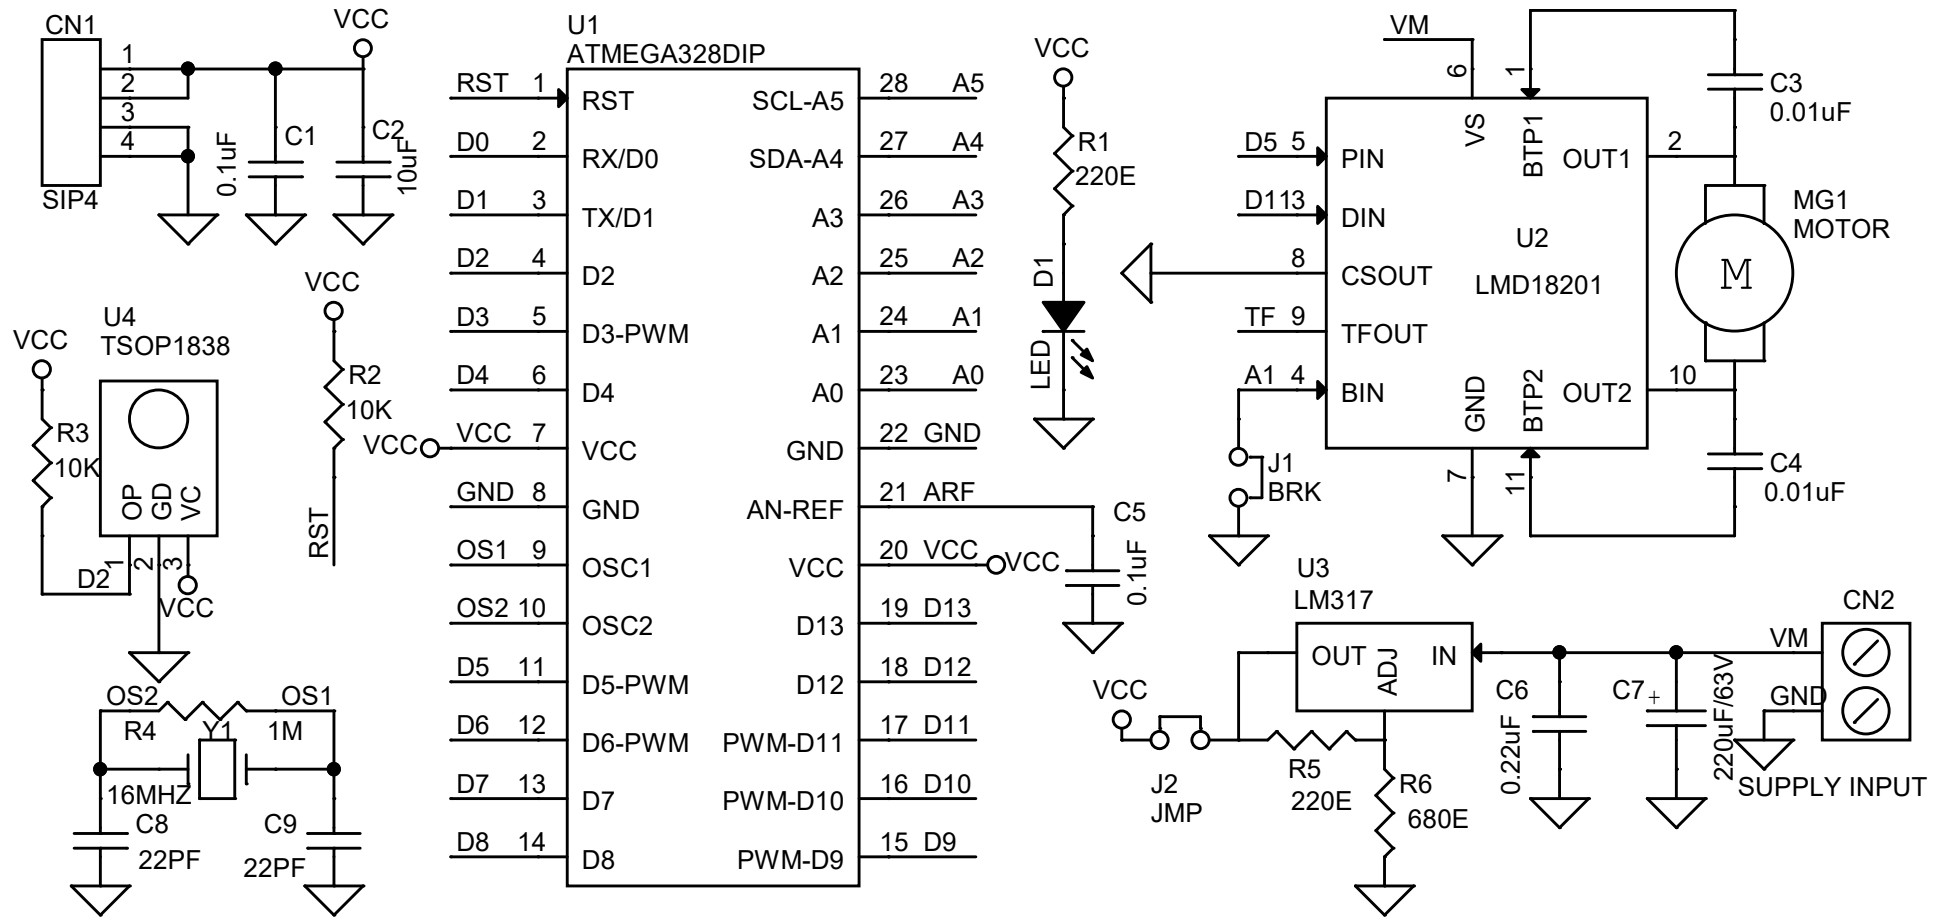 CN1
1
2
3
4
SIP4
VCC
C1
0.1uF
C2
10uF
VCC
R2
10K
RST
U4
TSOP1838
VCC
R3
10K
OP
GD
VC
1
2
3
D2
VCC
OS2
OS1
R4
Y1
1M
16MHZ
C8
22PF
C9
22PF
U1
ATMEGA328DIP
RST 1 RST
D0 2 RX/D0
D1 3 TX/D1
D2 4 D2
D3 5 D3-PWM
D4 6 D4
VCC VCC 7 VCC
GND 8 GND
OS1 9 OSC1
OS2 10 OSC2
D5 11 D5-PWM
D6 12 D6-PWM
D7 13 D7
D8 14 D8
SCL-A5 28 A5
SDA-A4 27 A4
A3 26 A3
A2 25 A2
A1 24 A1
A0 23 A0
GND 22 GND
AN-REF 21 ARF
VCC 20 VCC VCC
D13 19 D13
D12 18 D12
PWM-D11 17 D11
PWM-D10 16 D10
PWM-D9 15 D9
C5
0.1uF
VCC
R1
220E
D1
LED
VM
6
1
VS
BTP1
D5 5 PIN
D11 3 DIN
8 CSOUT
TF 9 TFOUT
A1 4 BIN
U2
LMD18201
OUT1 2
OUT2 10
GND
BTP2
7
11
C3
0.01uF
MG1
MOTOR
M
C4
0.01uF
J1
BRK
U3
LM317
OUT
ADJ
IN
VCC
J2
JMP
R5
220E
R6
680E
C6
0.22uF
C7
+
220uF/63V
CN2
VM
GND
SUPPLY INPUT